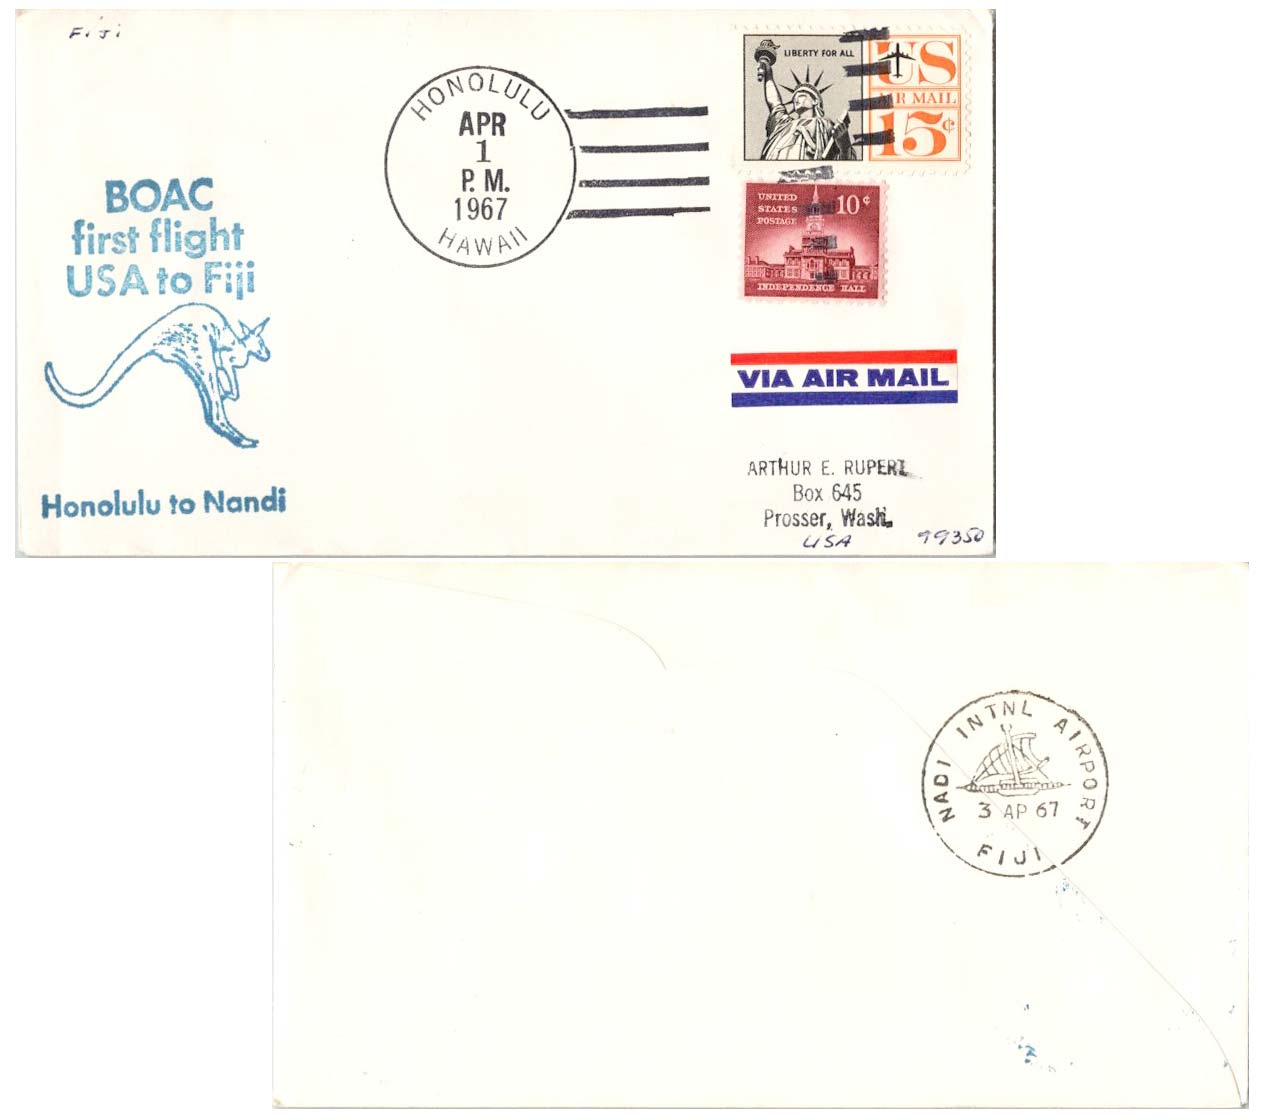 Fiji
HONOLULU
APR
1
P.M.
1967
HAWAII
LIBERTY FOR ALL
US
AIR MAIL
15¢
UNITED
STATES
POSTAGE
10¢
INDEPENDENCE HALL
BOAC
first flight
USA to Fiji
Honolulu to Nandi
VIA AIR MAIL
ARTHUR E. RUPERT
Box 645
Prosser, Wash.
USA 99350
NADI INTNL AIRPORT
3 AP 67
FIJI